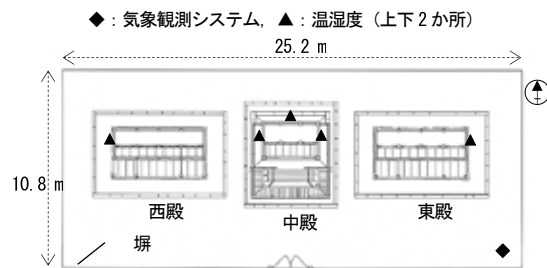 ◆：気象観測システム, ▲：温湿度（上下2か所）
25.2 m
10.8 m
西殿
中殿
東殿
塀